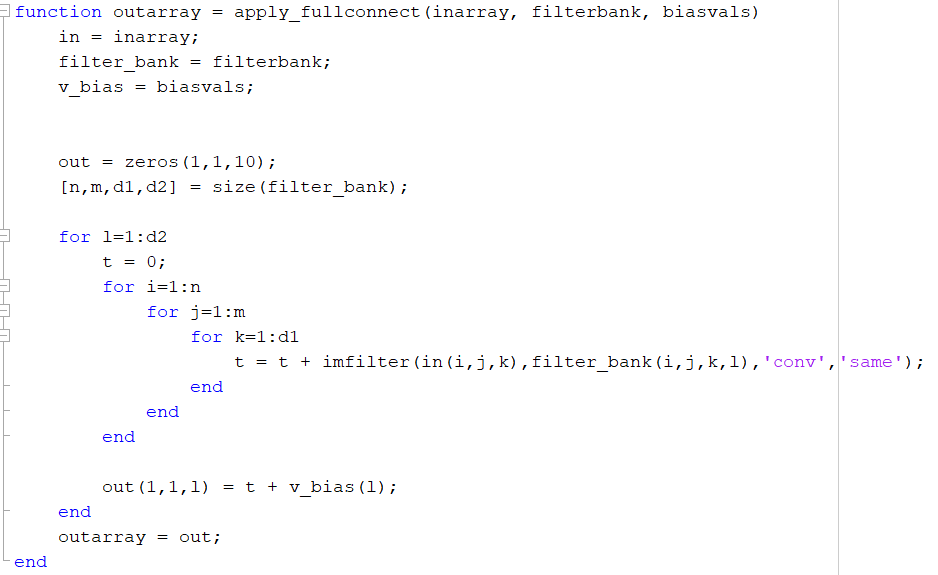 function outarray = apply_fullconnect(inarray, filterbank, biasvals)
    in = inarray;
    filter_bank = filterbank;
    v_bias = biasvals;
    out = zeros(1,1,10);
    [n,m,d1,d2] = size(filter_bank);
    for l=1:d2
        t = 0;
        for i=1:n
            for j=1:m
                for k=1:d1
                    t = t + imfilter(in(i,j,k),filter_bank(i,j,k,l),'conv','same');
                end
            end
        end
        out(1,1,l) = t + v_bias(l);
    end
    outarray = out;
end